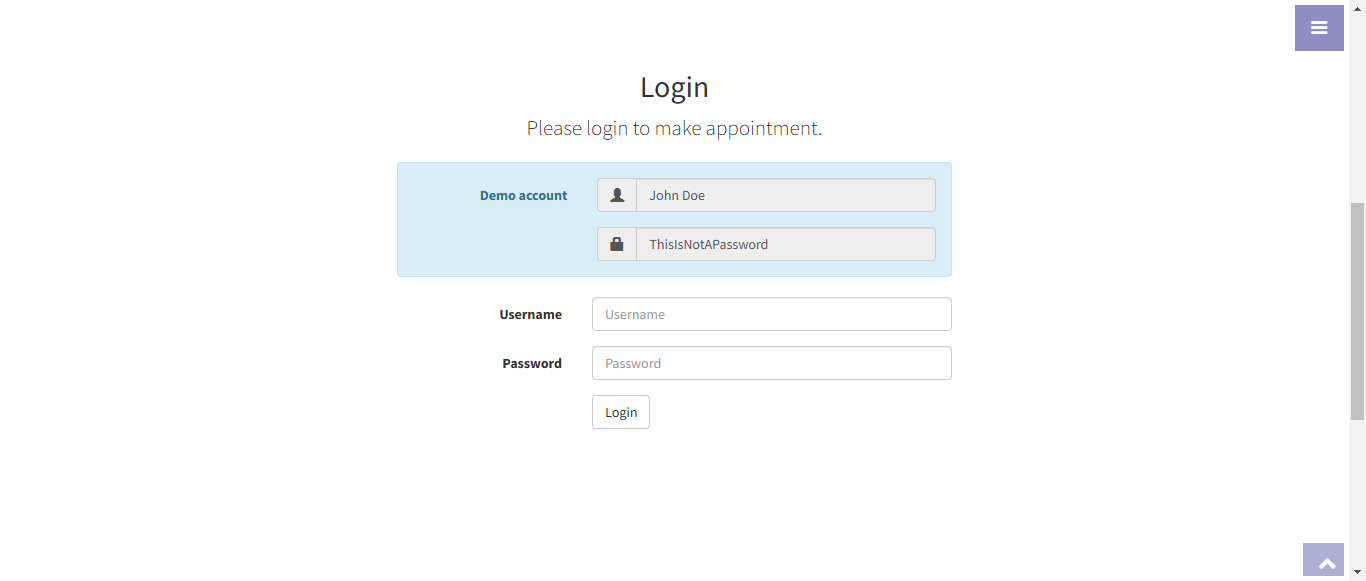 Login
Please login to make appointment.
Demo account
John Doe
ThisIsNotAPassword
Username
Username
Password
Password
Login